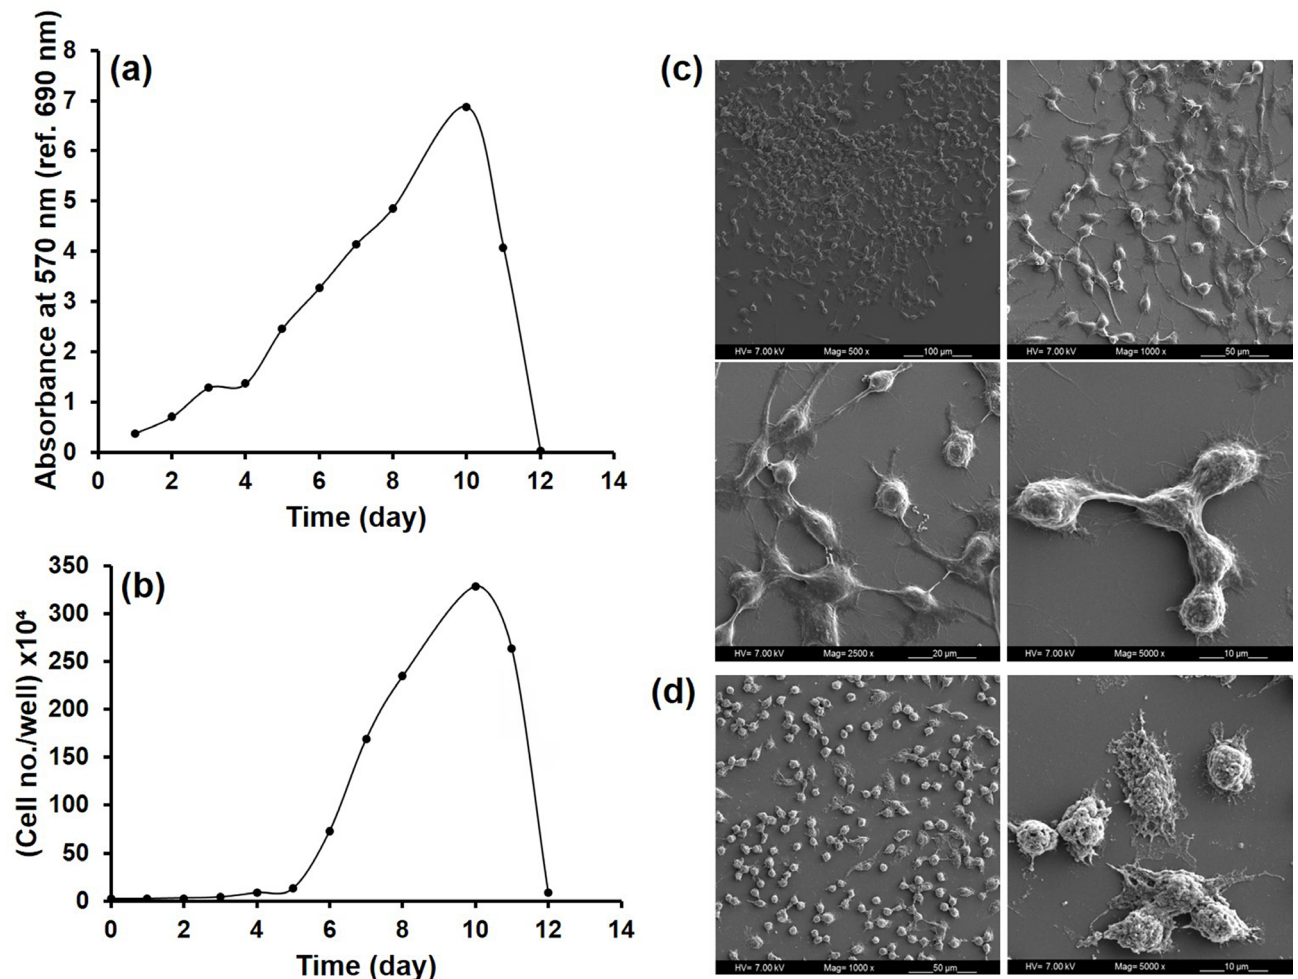 (a)
8
7
6
5
4
3
2
1
0
0 2 4 6 8 10 12 14
Absorbance at 570 nm (ref. 690 nm)
Time (day)
(b)
350
300
250
200
150
100
50
0
0 2 4 6 8 10 12 14
(Cell no./well) x10⁴
Time (day)
(c)
HV= 7.00 kV Mag= 500 x 100 µm
HV= 7.00 kV Mag= 1000 x 50 µm
HV= 7.00 kV Mag= 2500 x 20 µm
HV= 7.00 kV Mag= 5000 x 10 µm
(d)
HV= 7.00 kV Mag= 1000 x 50 µm
HV= 7.00 kV Mag= 5000 x 10 µm